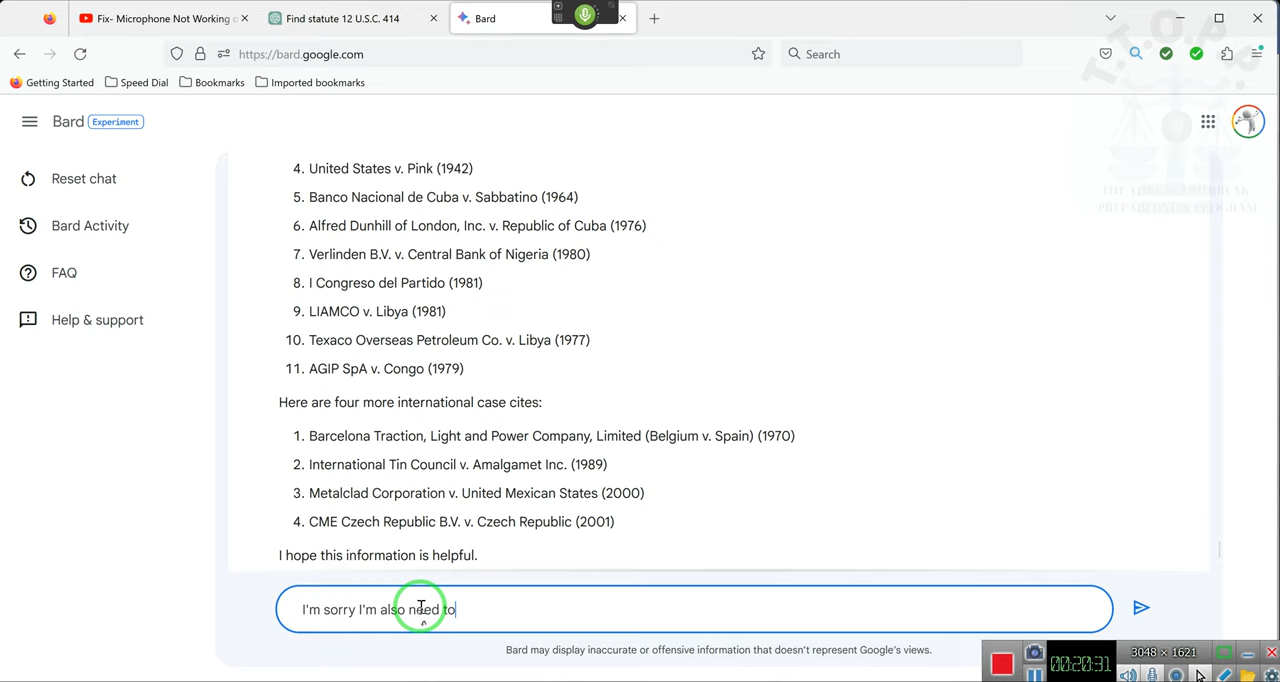 Fix- Microphone Not Working o
Find statute 12 U.S.C. 414
Bard
https://bard.google.com
Search
Getting Started
Speed Dial
Bookmarks
Imported bookmarks
T.T.O.P.P.
Bard
Experiment
Reset chat
Bard Activity
FAQ
Help & support
4. United States v. Pink (1942)
5. Banco Nacional de Cuba v. Sabbatino (1964)
6. Alfred Dunhill of London, Inc. v. Republic of Cuba (1976)
7. Verlinden B.V. v. Central Bank of Nigeria (1980)
8. I Congreso del Partido (1981)
9. LIAMCO v. Libya (1981)
10. Texaco Overseas Petroleum Co. v. Libya (1977)
11. AGIP SpA v. Congo (1979)
Here are four more international case cites:
1. Barcelona Traction, Light and Power Company, Limited (Belgium v. Spain) (1970)
2. International Tin Council v. Amalgamet Inc. (1989)
3. Metalclad Corporation v. United Mexican States (2000)
4. CME Czech Republic B.V. v. Czech Republic (2001)
I hope this information is helpful.
I'm sorry I'm also need to
Bard may display inaccurate or offensive information that doesn't represent Google's views.
3048 × 1621
00:20:31
PREPAREDNESS PROGRAM